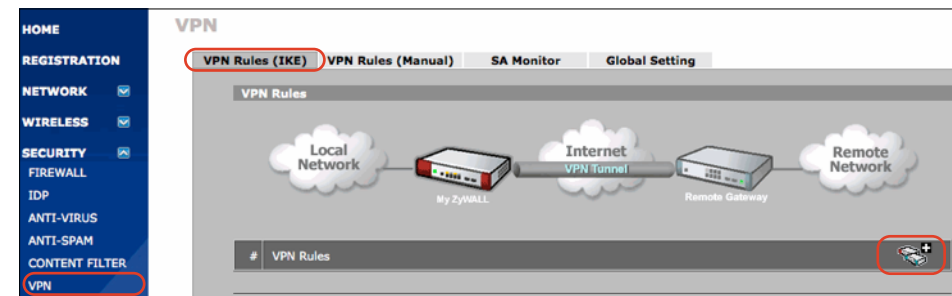 HOME
REGISTRATION
NETWORK
WIRELESS
SECURITY
FIREWALL
IDP
ANTI-VIRUS
ANTI-SPAM
CONTENT FILTER
VPN
VPN
VPN Rules (IKE)
VPN Rules (Manual)
SA Monitor
Global Setting
VPN Rules
Local
Network
My ZyWALL
Internet
VPN Tunnel
Remote Gateway
Remote
Network
# VPN Rules